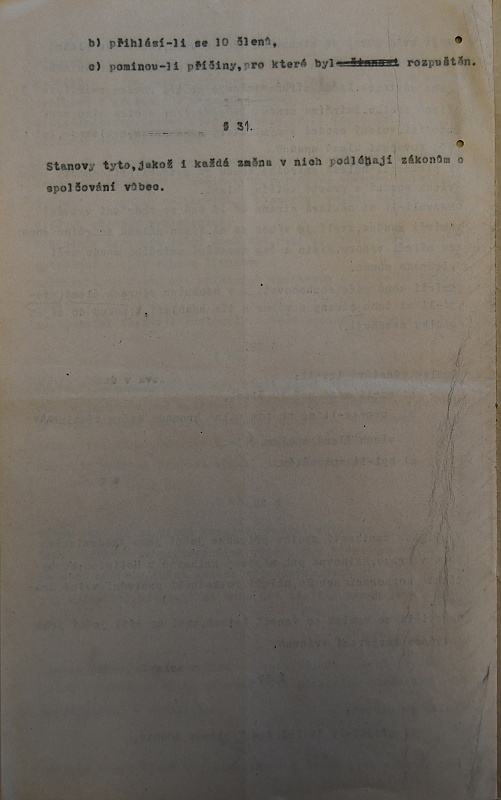 b) přihlásí-li se 10 členů,
c) pominou-li příčiny,pro které byl rozpuštěn.
§ 31.
Stanovy tyto,jakož i každá změna v nich podléhají zákonům o
spolčování vůbec.